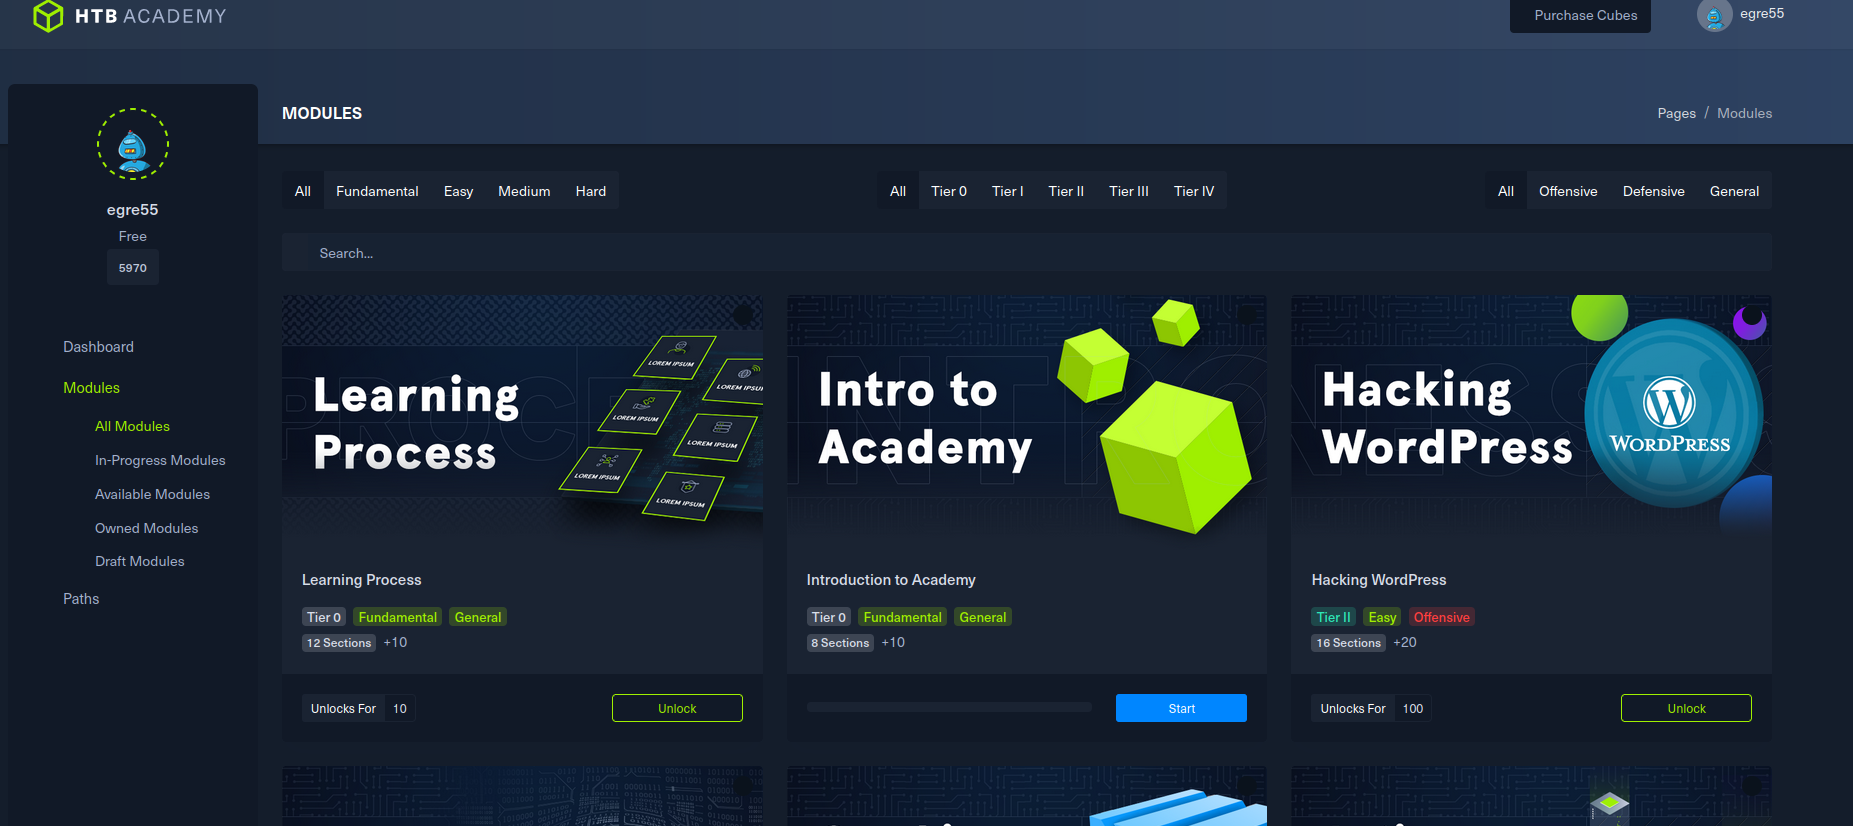 HTB ACADEMY
Purchase Cubes
egre55
MODULES
Pages / Modules
egre55
Free
5970
Dashboard
Modules
All Modules
In-Progress Modules
Available Modules
Owned Modules
Draft Modules
Paths
All Fundamental Easy Medium Hard
All Tier 0 Tier I Tier II Tier III Tier IV
All Offensive Defensive General
Search...
Learning
Process
LOREM IPSUM
LOREM IPSUM
LOREM IPSUM
LOREM IPSUM
LOREM IPSUM
LOREM IPSUM
Learning Process
Tier 0 Fundamental General
12 Sections +10
Unlocks For 10
Unlock
Intro to
Academy
Introduction to Academy
Tier 0 Fundamental General
8 Sections +10
Start
Hacking
WordPress
WORDPRESS
Hacking WordPress
Tier II Easy Offensive
16 Sections +20
Unlocks For 100
Unlock